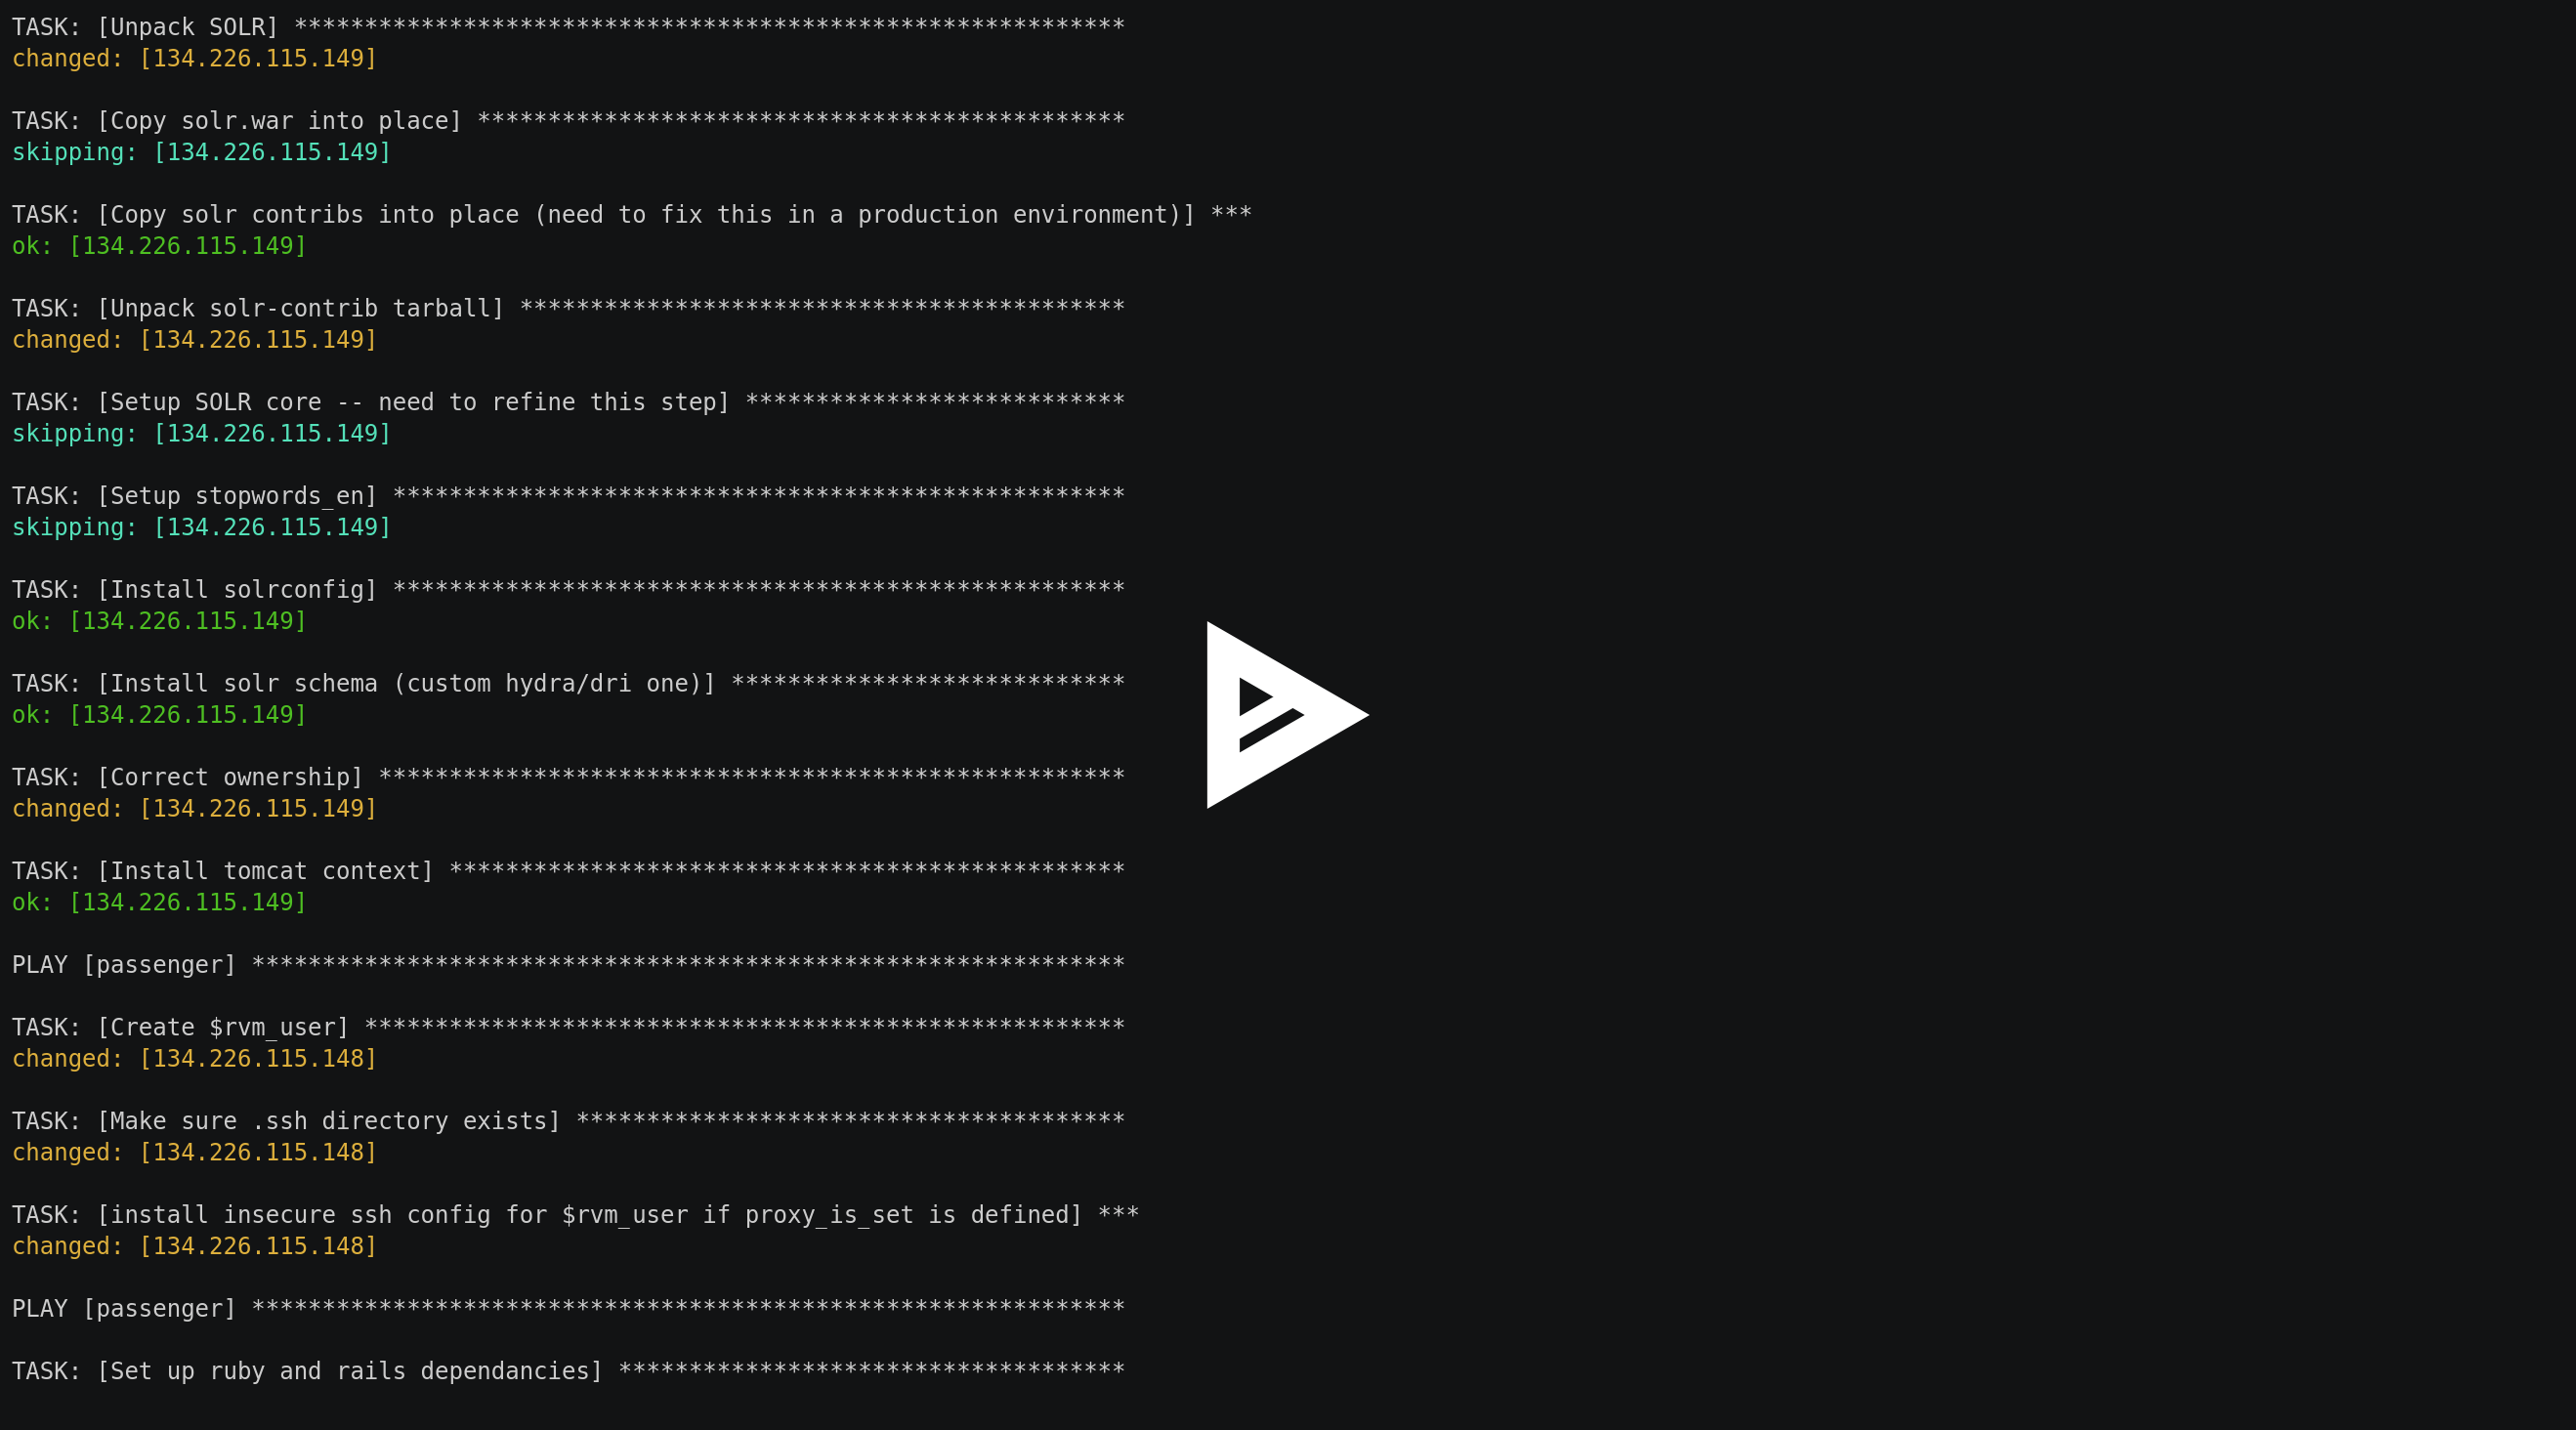 TASK: [Unpack SOLR] ***********************************************************
changed: [134.226.115.149]
TASK: [Copy solr.war into place] **********************************************
skipping: [134.226.115.149]
TASK: [Copy solr contribs into place (need to fix this in a production environment)] ***
ok: [134.226.115.149]
TASK: [Unpack solr-contrib tarball] *******************************************
changed: [134.226.115.149]
TASK: [Setup SOLR core -- need to refine this step] ***************************
skipping: [134.226.115.149]
TASK: [Setup stopwords_en] ****************************************************
skipping: [134.226.115.149]
TASK: [Install solrconfig] ****************************************************
ok: [134.226.115.149]
TASK: [Install solr schema (custom hydra/dri one)] ****************************
ok: [134.226.115.149]
TASK: [Correct ownership] *****************************************************
changed: [134.226.115.149]
TASK: [Install tomcat context] ************************************************
ok: [134.226.115.149]
PLAY [passenger] **************************************************************
TASK: [Create $rvm_user] ******************************************************
changed: [134.226.115.148]
TASK: [Make sure .ssh directory exists] ***************************************
changed: [134.226.115.148]
TASK: [install insecure ssh config for $rvm_user if proxy_is_set is defined] ***
changed: [134.226.115.148]
PLAY [passenger] **************************************************************
TASK: [Set up ruby and rails dependancies] ************************************